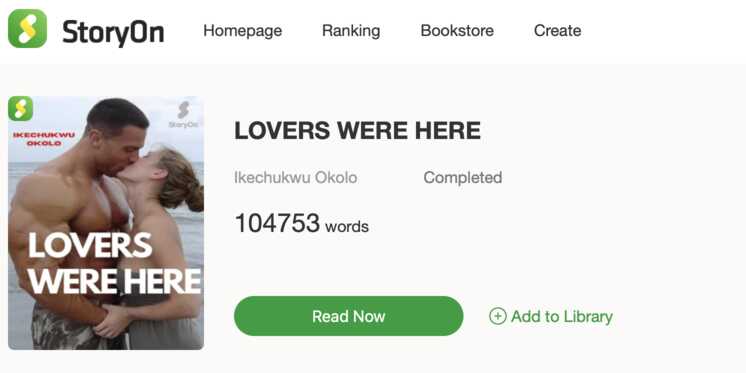 StoryOn
Homepage
Ranking
Bookstore
Create
StoryOn
IKECHUKWU
OKOLO
LOVERS
WERE HERE
LOVERS WERE HERE
Ikechukwu Okolo
Completed
104753 words
Read Now
Add to Library